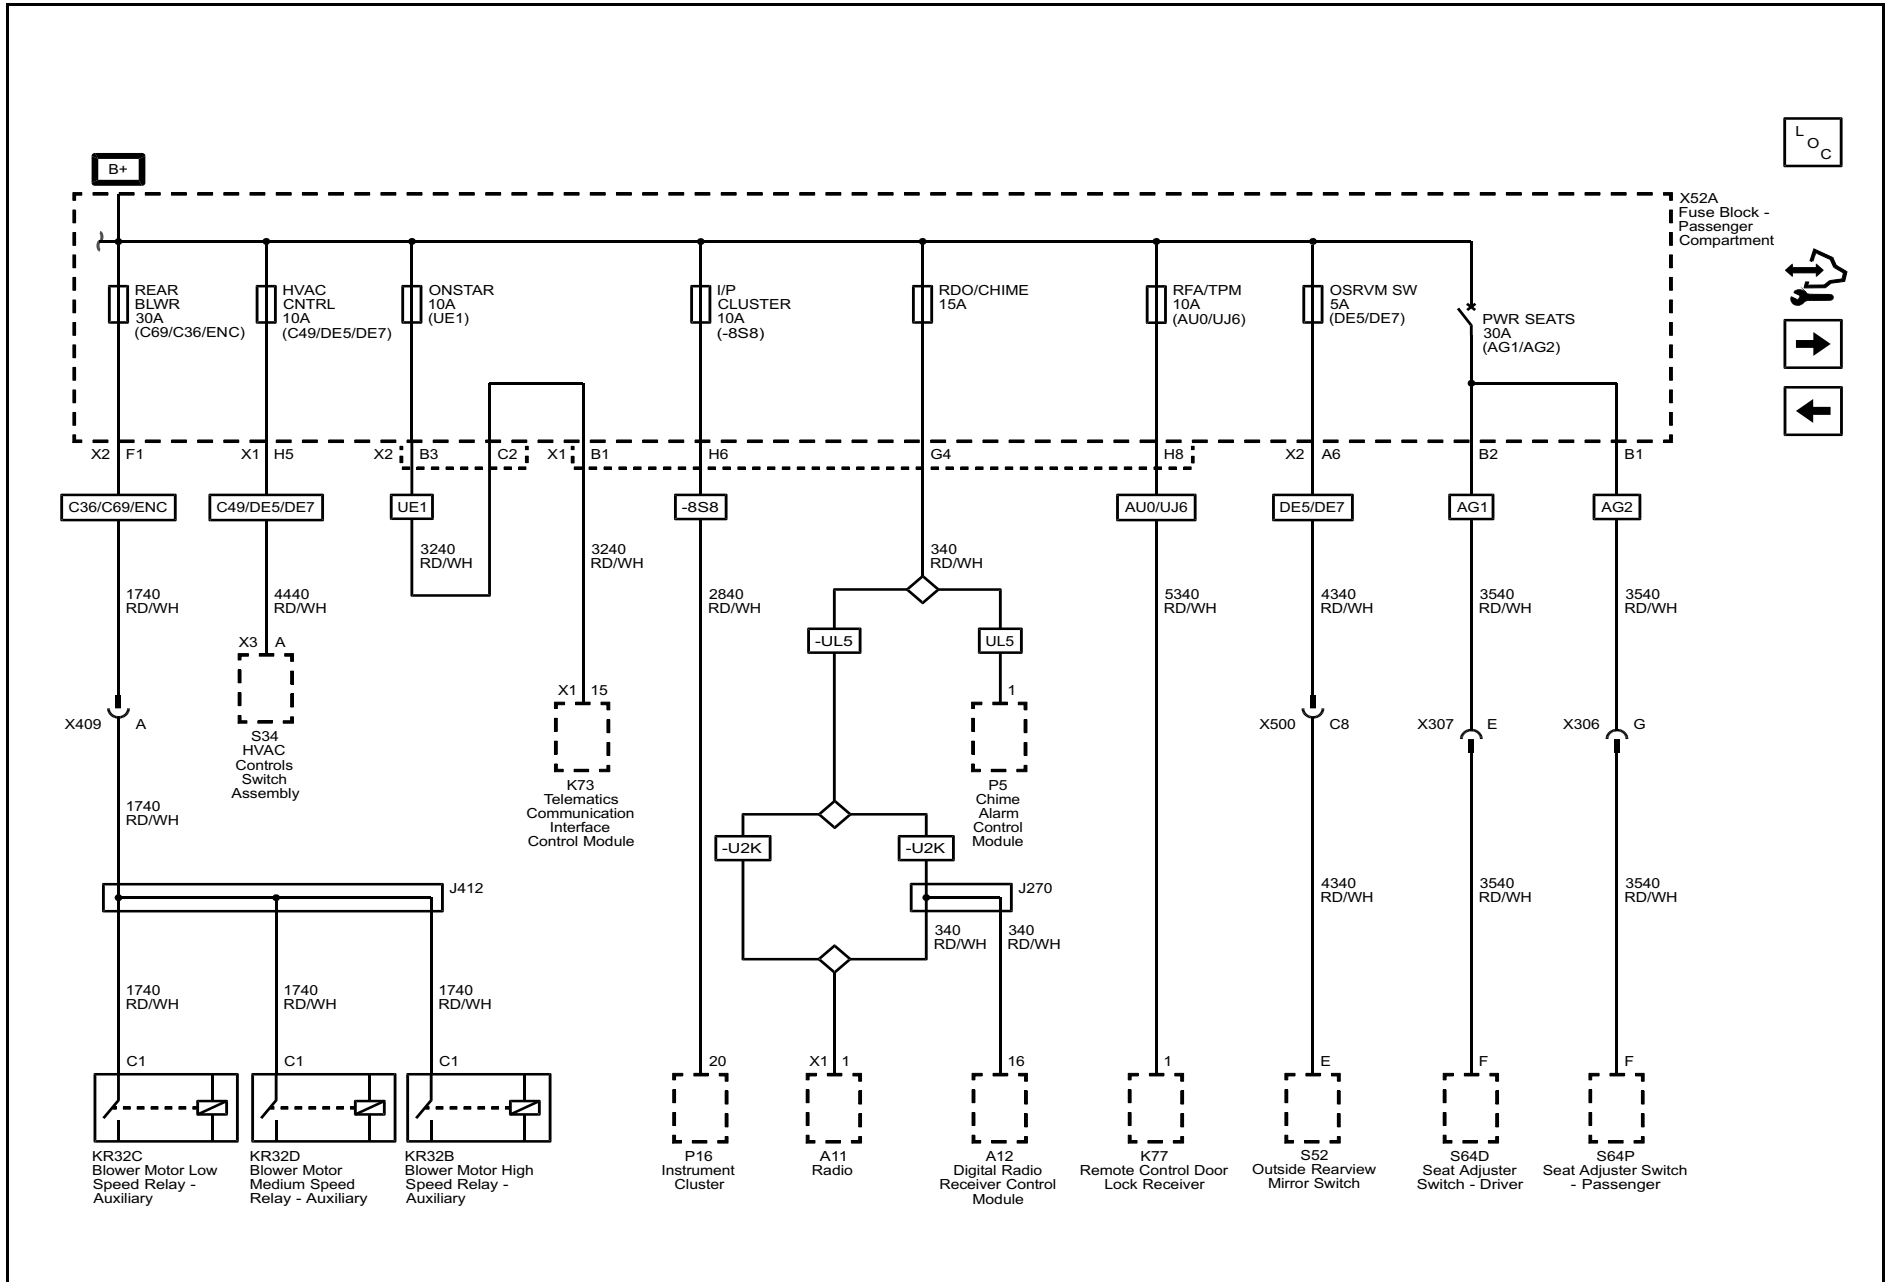 L
O
C
B+
X52A
Fuse Block -
Passenger
Compartment
REAR
BLWR
30A
(C69/C36/ENC)
HVAC
CNTRL
10A
(C49/DE5/DE7)
ONSTAR
10A
(UE1)
I/P
CLUSTER
10A
(-8S8)
RDO/CHIME
15A
RFA/TPM
10A
(AU0/UJ6)
OSRVM SW
5A
(DE5/DE7)
PWR SEATS
30A
(AG1/AG2)
X2 F1
X1 H5
X2 B3
C2
X1 B1
H6
G4
H8
X2 A6
B2
B1
C36/C69/ENC
C49/DE5/DE7
UE1
-8S8
AU0/UJ6
DE5/DE7
AG1
AG2
3240
RD/WH
3240
RD/WH
340
RD/WH
1740
RD/WH
4440
RD/WH
2840
RD/WH
5340
RD/WH
4340
RD/WH
3540
RD/WH
3540
RD/WH
-UL5
UL5
X3 A
S34
HVAC
Controls
Switch
Assembly
X1 15
K73
Telematics
Communication
Interface
Control Module
1
P5
Chime
Alarm
Control
Module
X409 A
X500 C8
X307 E
X306 G
1740
RD/WH
-U2K
-U2K
J412
J270
4340
RD/WH
3540
RD/WH
3540
RD/WH
340
RD/WH
340
RD/WH
1740
RD/WH
1740
RD/WH
1740
RD/WH
C1
C1
C1
20
X1 1
16
1
E
F
F
KR32C
Blower Motor Low
Speed Relay -
Auxiliary
KR32D
Blower Motor
Medium Speed
Relay - Auxiliary
KR32B
Blower Motor High
Speed Relay -
Auxiliary
P16
Instrument
Cluster
A11
Radio
A12
Digital Radio
Receiver Control
Module
K77
Remote Control Door
Lock Receiver
S52
Outside Rearview
Mirror Switch
S64D
Seat Adjuster
Switch - Driver
S64P
Seat Adjuster Switch
- Passenger